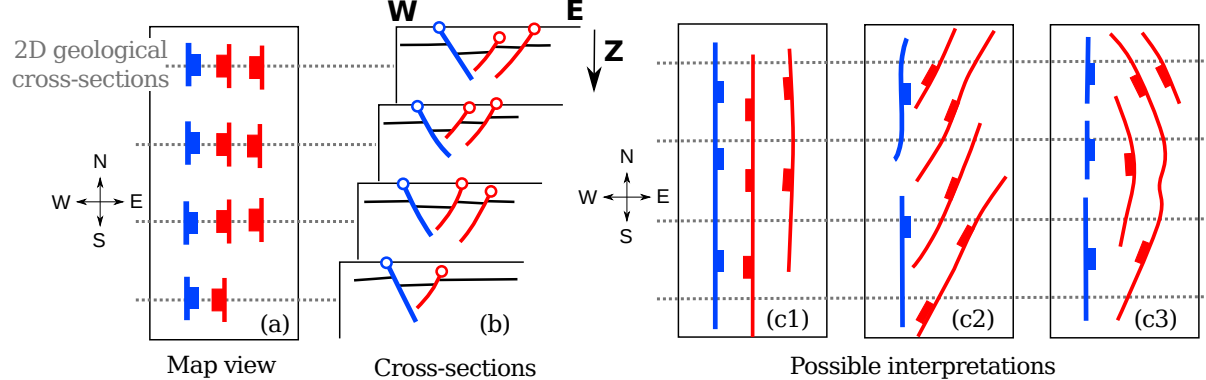 W E
2D geological
cross-sections
Z
N
W E
S
N
W E
S
(a)
(b)
(c1)
(c2)
(c3)
Map view
Cross-sections
Possible interpretations